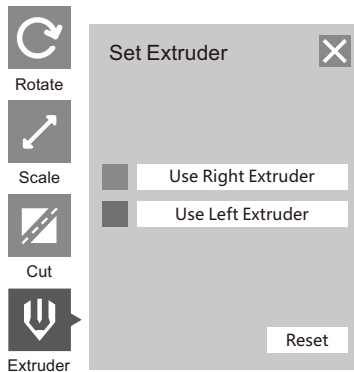 Rotate
Scale
Cut
Extruder
Set Extruder
Use Right Extruder
Use Left Extruder
Reset